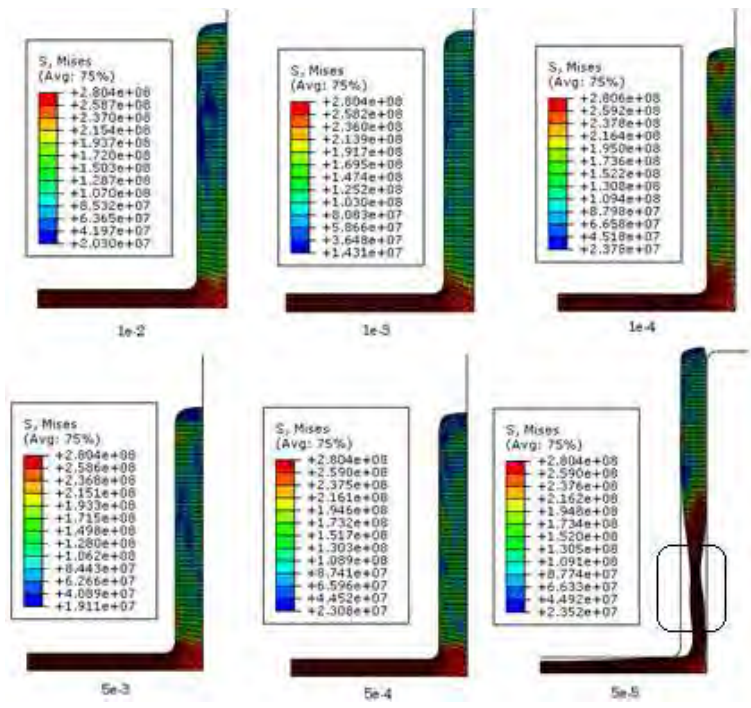 S, Mises
(Avg: 75%)
+2.804e+08
+2.587e+08
+2.370e+08
+2.154e+08
+1.937e+08
+1.720e+08
+1.503e+08
+1.287e+08
+1.070e+08
+8.532e+07
+6.365e+07
+4.197e+07
+2.030e+07
1e-2
S, Mises
(Avg: 75%)
+2.804e+08
+2.582e+08
+2.360e+08
+2.139e+08
+1.917e+08
+1.695e+08
+1.474e+08
+1.252e+08
+1.030e+08
+8.083e+07
+5.866e+07
+3.648e+07
+1.431e+07
1e-3
S, Mises
(Avg: 75%)
+2.806e+08
+2.592e+08
+2.378e+08
+2.164e+08
+1.950e+08
+1.736e+08
+1.522e+08
+1.308e+08
+1.094e+08
+8.798e+07
+6.658e+07
+4.518e+07
+2.378e+07
1e-4
S, Mises
(Avg: 75%)
+2.804e+08
+2.586e+08
+2.368e+08
+2.151e+08
+1.933e+08
+1.715e+08
+1.498e+08
+1.280e+08
+1.062e+08
+8.443e+07
+6.266e+07
+4.089e+07
+1.911e+07
5e-3
S, Mises
(Avg: 75%)
+2.804e+08
+2.590e+08
+2.375e+08
+2.161e+08
+1.946e+08
+1.732e+08
+1.517e+08
+1.303e+08
+1.089e+08
+8.741e+07
+6.596e+07
+4.452e+07
+2.308e+07
5e-4
S, Mises
(Avg: 75%)
+2.804e+08
+2.590e+08
+2.376e+08
+2.162e+08
+1.948e+08
+1.734e+08
+1.520e+08
+1.305e+08
+1.091e+08
+8.774e+07
+6.633e+07
+4.492e+07
+2.352e+07
5e-5